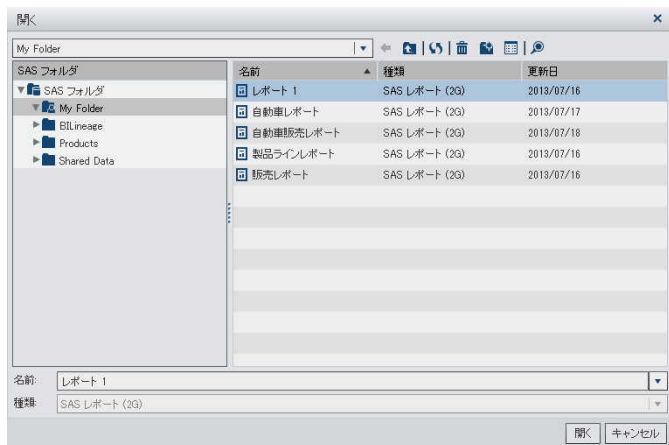 開く
My Folder
SAS フォルダ
名前 種類 更新日
SAS フォルダ
My Folder
BILineage
Products
Shared Data
レポート 1 SAS レポート (2G) 2013/07/16
自動車レポート SAS レポート (2G) 2013/07/17
自動車販売レポート SAS レポート (2G) 2013/07/18
製品ラインレポート SAS レポート (2G) 2013/07/16
販売レポート SAS レポート (2G) 2013/07/16
名前: レポート 1
種類: SAS レポート (2G)
開く キャンセル